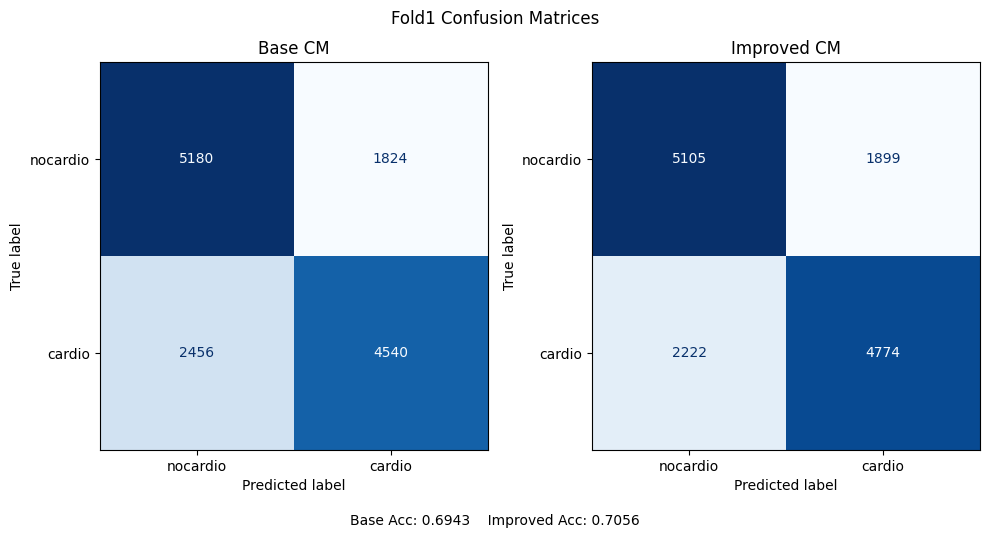 Fold1 Confusion Matrices
Base CM
nocardio
5180
1824
cardio
2456
4540
nocardio
cardio
True label
Predicted label
Improved CM
nocardio
5105
1899
cardio
2222
4774
nocardio
cardio
True label
Predicted label
Base Acc: 0.6943    Improved Acc: 0.7056